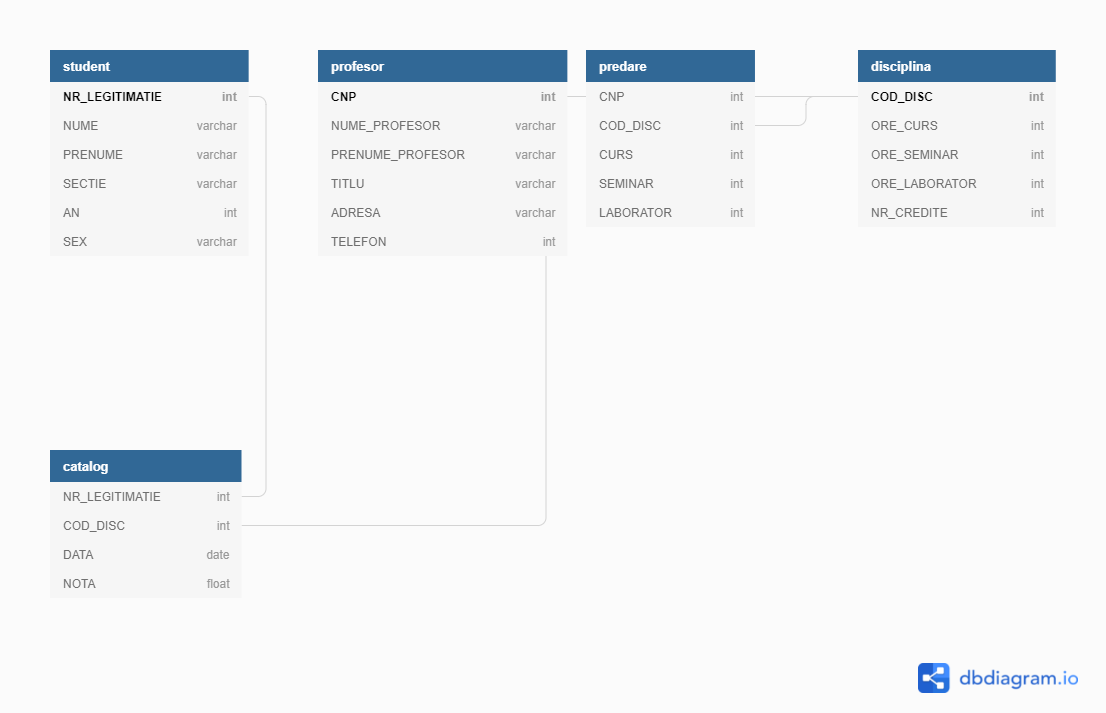 student
NR_LEGITIMATIE int
NUME varchar
PRENUME varchar
SECTIE varchar
AN int
SEX varchar
profesor
CNP int
NUME_PROFESOR varchar
PRENUME_PROFESOR varchar
TITLU varchar
ADRESA varchar
TELEFON int
predare
CNP int
COD_DISC int
CURS int
SEMINAR int
LABORATOR int
disciplina
COD_DISC int
ORE_CURS int
ORE_SEMINAR int
ORE_LABORATOR int
NR_CREDITE int
catalog
NR_LEGITIMATIE int
COD_DISC int
DATA date
NOTA float
dbdiagram.io